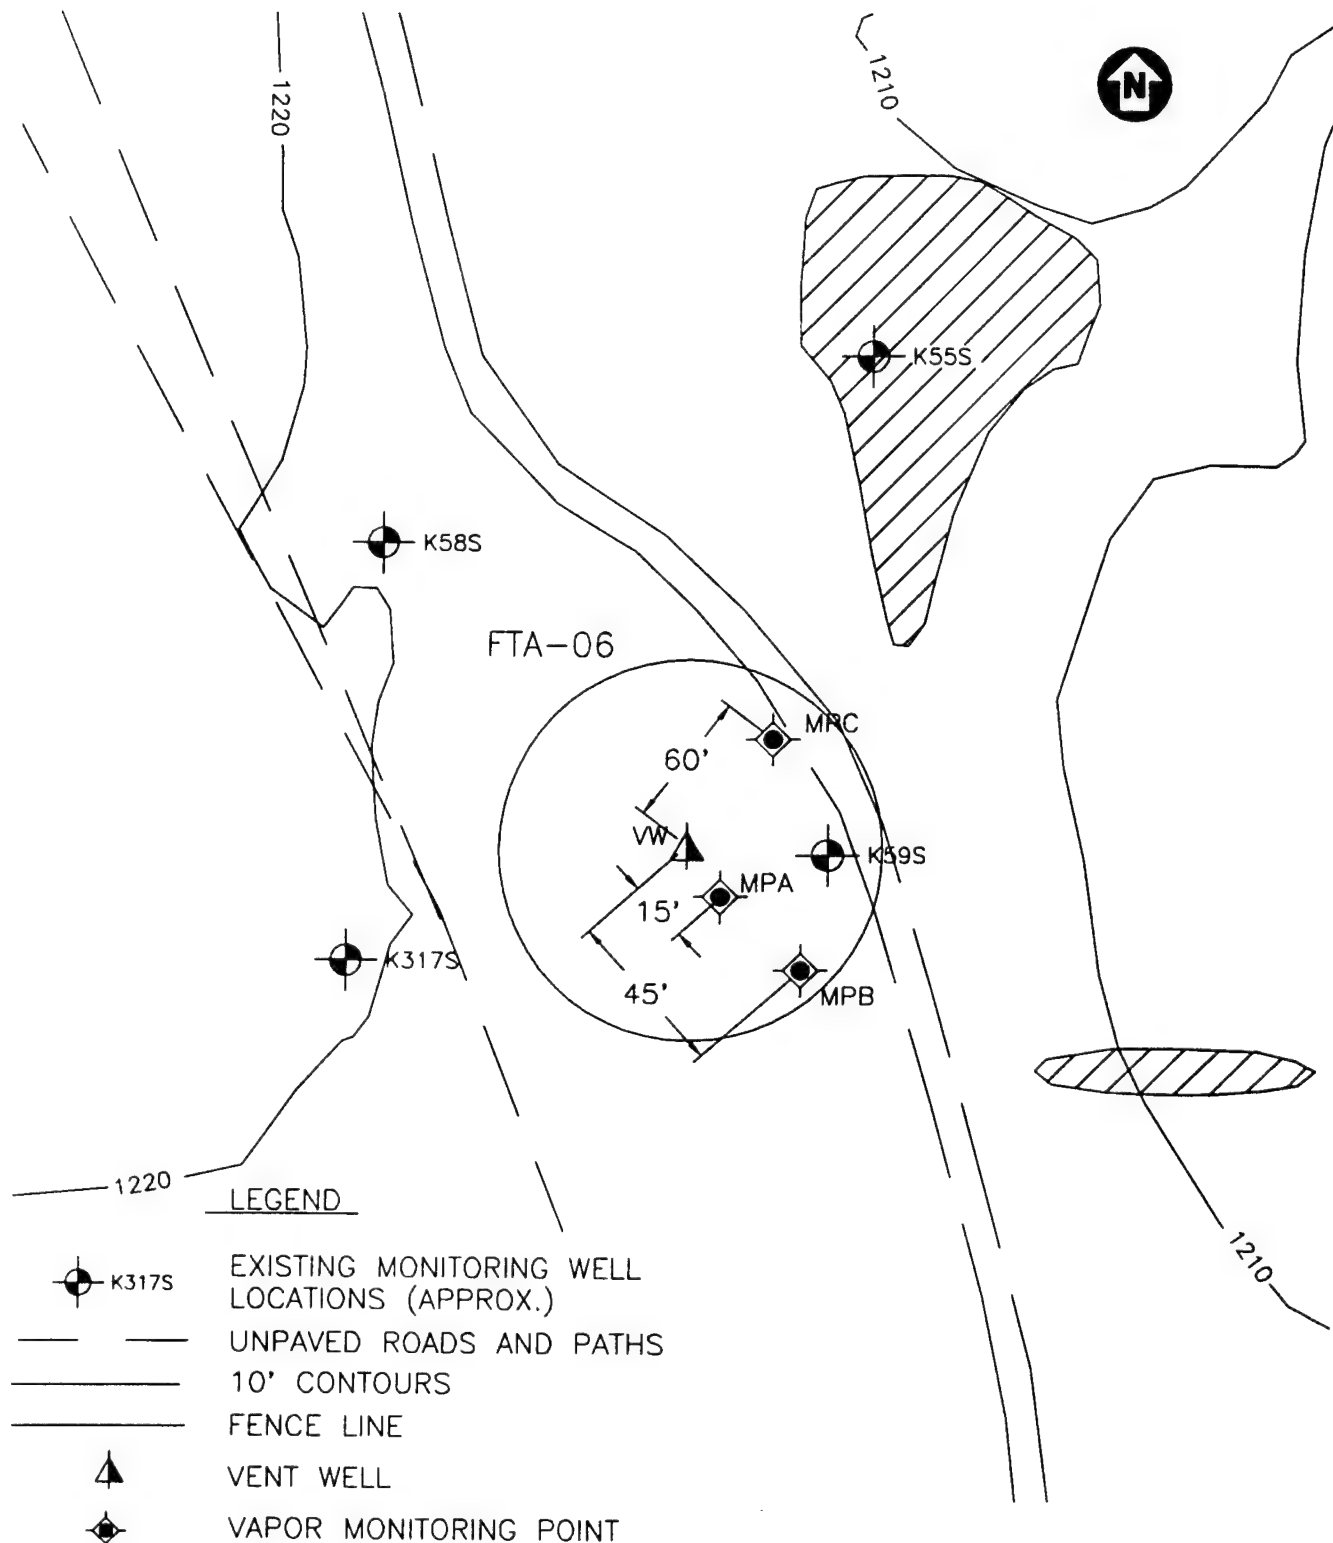 1220
1210
N
K55S
K58S
FTA-06
MPC
60'
VW
K59S
MPA
15'
K317S
45'
MPB
1220
1210
LEGEND
K317S
EXISTING MONITORING WELL
LOCATIONS (APPROX.)
UNPAVED ROADS AND PATHS
10' CONTOURS
FENCE LINE
VENT WELL
VAPOR MONITORING POINT